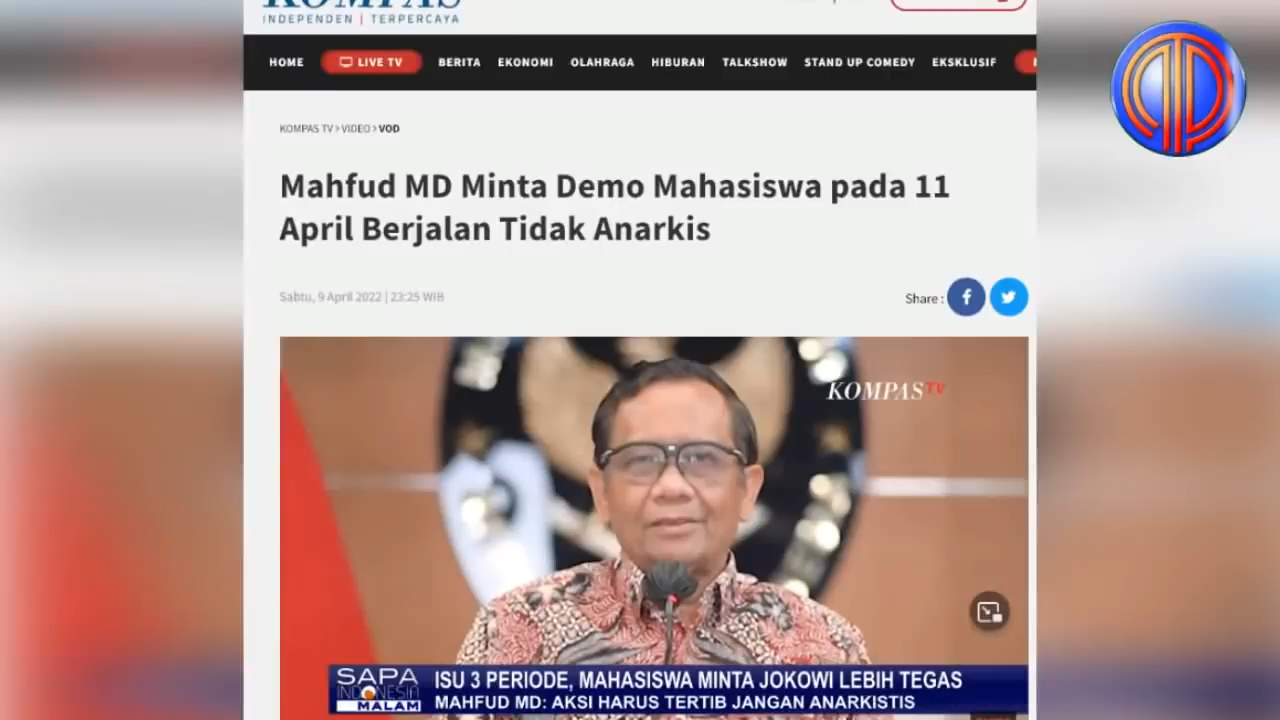 KOMPAS
INDEPENDEN | TERPERCAYA
HOME LIVE TV BERITA EKONOMI OLAHRAGA HIBURAN TALKSHOW STAND UP COMEDY EKSKLUSIF
KOMPAS TV > VIDEO > VOD
Mahfud MD Minta Demo Mahasiswa pada 11
April Berjalan Tidak Anarkis
Sabtu, 9 April 2022 | 23:25 WIB
Share :
KOMPAS TV
SAPA
INDONESIA
MALAM
ISU 3 PERIODE, MAHASISWA MINTA JOKOWI LEBIH TEGAS
MAHFUD MD: AKSI HARUS TERTIB JANGAN ANARKISTIS